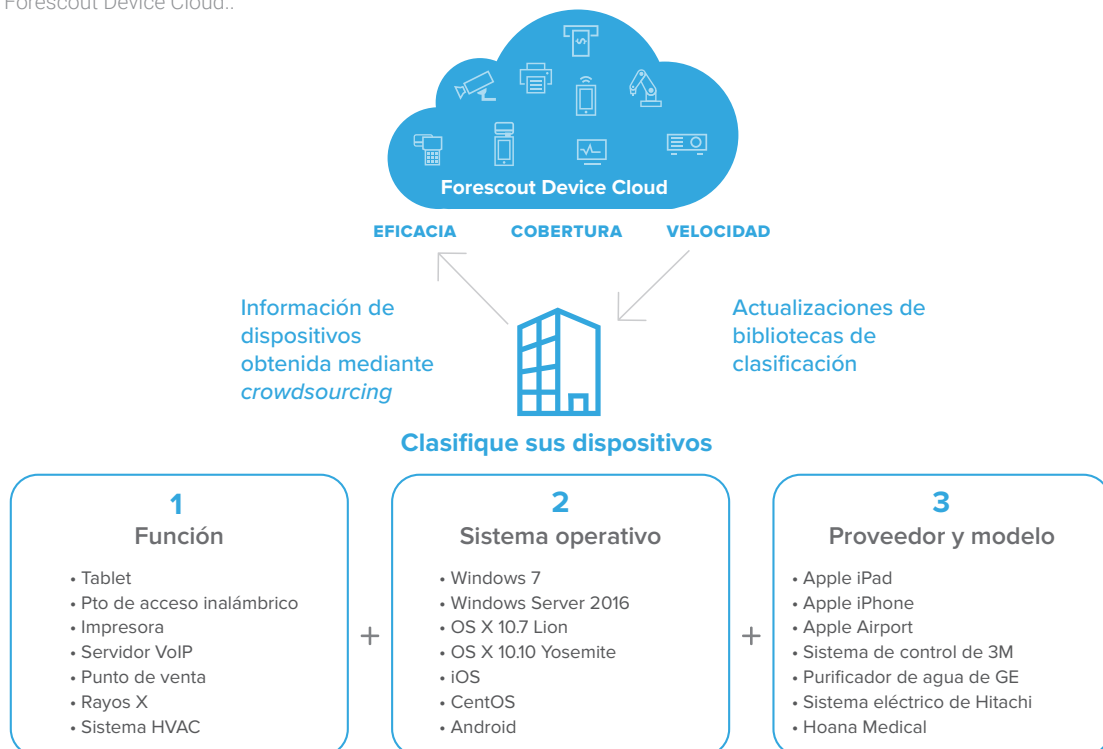 Forescout Device Cloud..
Forescout Device Cloud
EFICACIA COBERTURA VELOCIDAD
Información de
dispositivos
obtenida mediante
crowdsourcing
Actualizaciones de
bibliotecas de
clasificación
Clasifique sus dispositivos
1
Función
• Tablet
• Pto de acceso inalámbrico
• Impresora
• Servidor VoIP
• Punto de venta
• Rayos X
• Sistema HVAC
+
2
Sistema operativo
• Windows 7
• Windows Server 2016
• OS X 10.7 Lion
• OS X 10.10 Yosemite
• iOS
• CentOS
• Android
+
3
Proveedor y modelo
• Apple iPad
• Apple iPhone
• Apple Airport
• Sistema de control de 3M
• Purificador de agua de GE
• Sistema eléctrico de Hitachi
• Hoana Medical